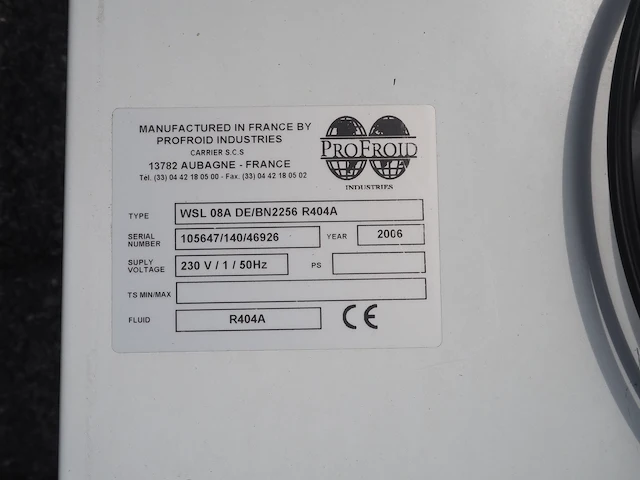 MANUFACTURED IN FRANCE BY
PROFROID INDUSTRIES
CARRIER S.C.S
13782 AUBAGNE - FRANCE
Tél. (33) 04 42 18 05 00 - Fax. (33) 04 42 18 05 02
PROFROID
INDUSTRIES
TYPE WSL 08A DE/BN2256 R404A
SERIAL NUMBER 105647/140/46926 YEAR 2006
SUPLY VOLTAGE 230 V / 1 / 50Hz PS
TS MIN/MAX
FLUID R404A CE